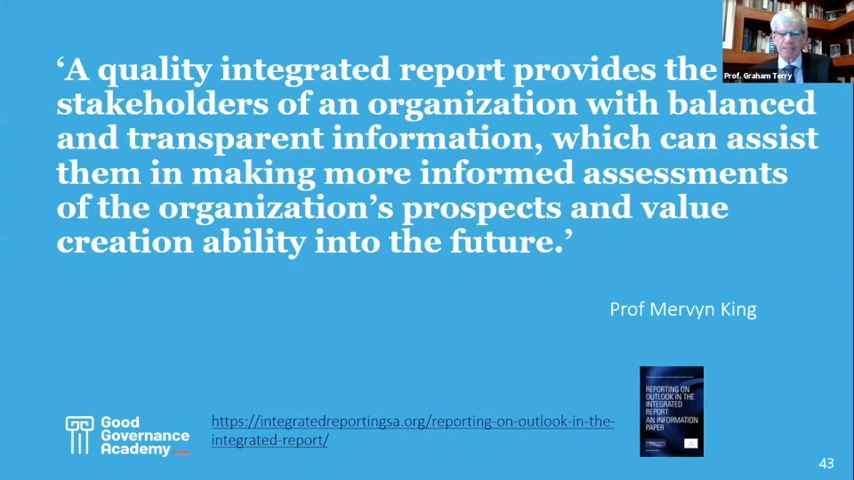 ‘A quality integrated report provides the
stakeholders of an organization with balanced
and transparent information, which can assist
them in making more informed assessments
of the organization’s prospects and value
creation ability into the future.’
Prof. Graham Terry
Prof Mervyn King
Good
Governance
Academy
https://integratedreportingsa.org/reporting-on-outlook-in-the-
integrated-report/
REPORTING ON
OUTLOOK IN THE
INTEGRATED
REPORT:
AN INFORMATION
PAPER
43